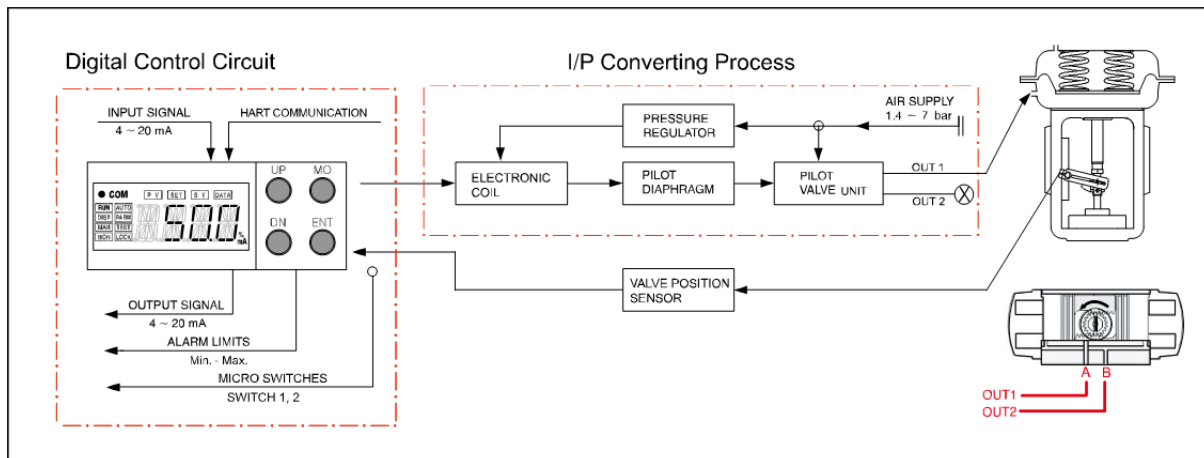 Digital Control Circuit
I/P Converting Process
INPUT SIGNAL
4 ~ 20 mA
HART COMMUNICATION
COM
P V
SET
S V
DATA
RUN
AUTO
DISP
MAN
TEST
MON
LOCK
50.0
%
mA
UP
MO
DN
ENT
OUTPUT SIGNAL
4 ~ 20 mA
ALARM LIMITS
Min. - Max.
MICRO SWITCHES
SWITCH 1, 2
AIR SUPPLY
1.4 ~ 7 bar
PRESSURE
REGULATOR
ELECTRONIC
COIL
PILOT
DIAPHRAGM
PILOT
VALVE UNIT
OUT 1
OUT 2
VALVE POSITION
SENSOR
A B
OUT1
OUT2